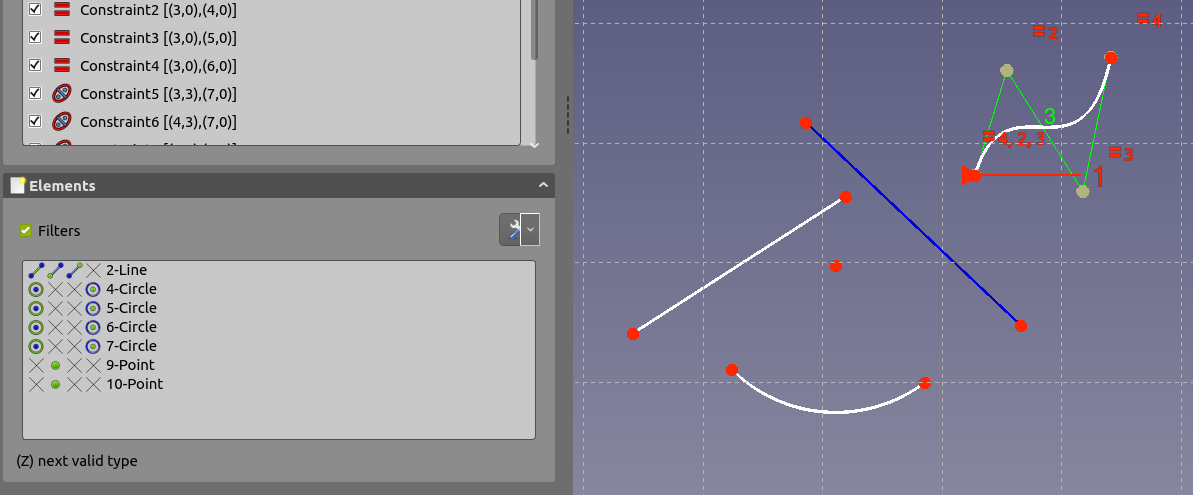 Constraint2 [(3,0),(4,0)]
Constraint3 [(3,0),(5,0)]
Constraint4 [(3,0),(6,0)]
Constraint5 [(3,3),(7,0)]
Constraint6 [(4,3),(7,0)]
Elements
Filters
2-Line
4-Circle
5-Circle
6-Circle
7-Circle
9-Point
10-Point
(Z) next valid type
= 4
= 2
3
= 4, 2, 3
= 3
1